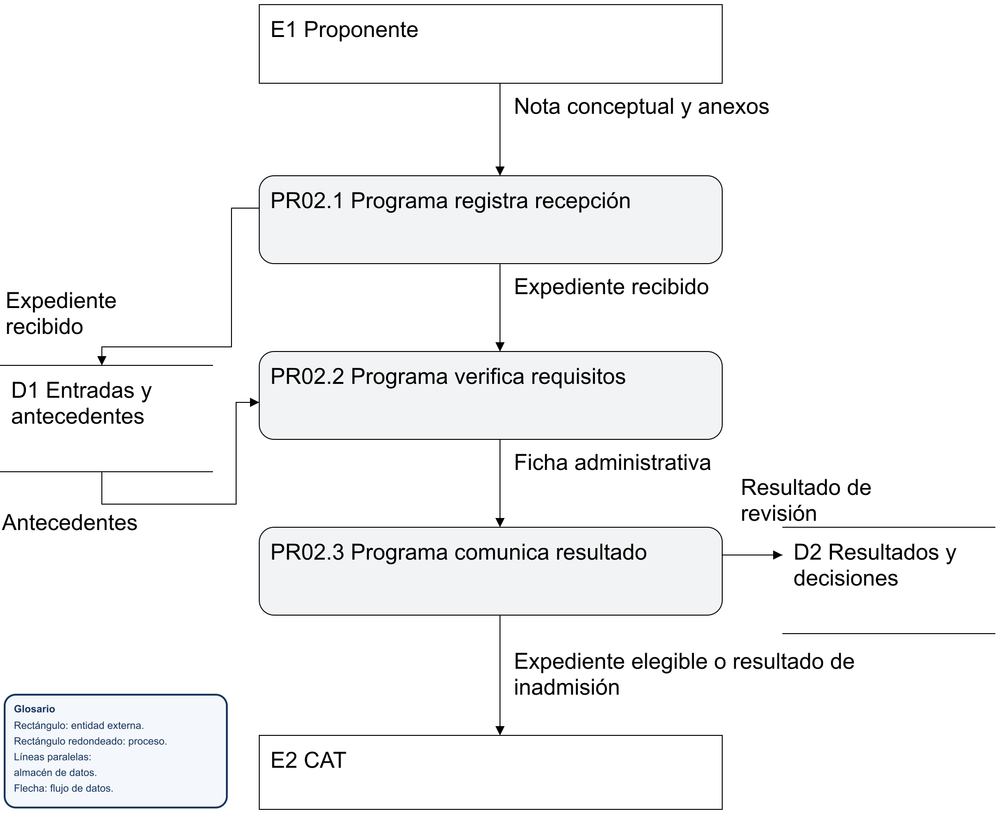 E1 Proponente
Nota conceptual y anexos
PR02.1 Programa registra recepción
Expediente recibido
Expediente
recibido
PR02.2 Programa verifica requisitos
D1 Entradas y
antecedentes
Ficha administrativa
Resultado de
revisión
Antecedentes
PR02.3 Programa comunica resultado
D2 Resultados y
decisiones
Expediente elegible o resultado de
inadmisión
Glosario
Rectángulo: entidad externa.
Rectángulo redondeado: proceso.
Líneas paralelas:
almacén de datos.
Flecha: flujo de datos.
E2 CAT